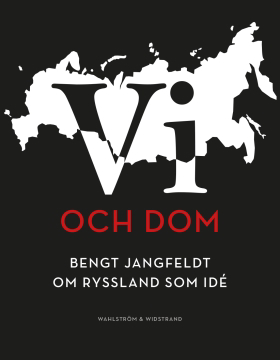 Vi
OCH DOM
BENGT JANGFELDT
OM RYSSLAND SOM IDÉ
WAHLSTRÖM & WIDSTRAND